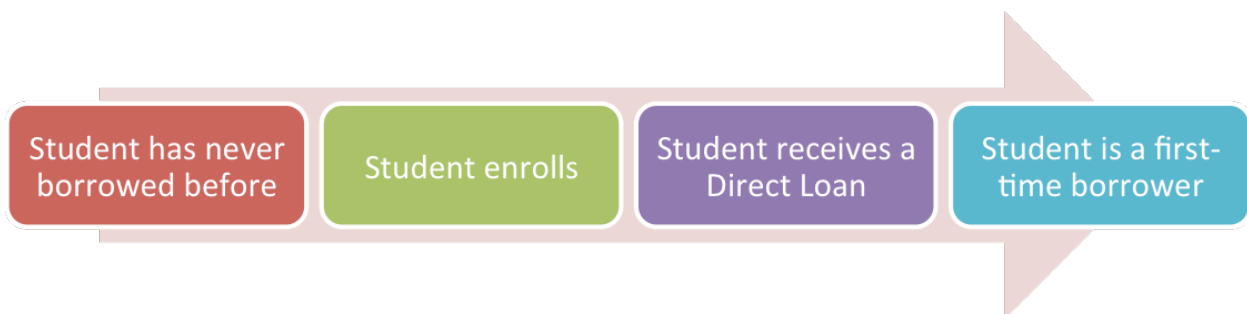 Student has never
borrowed before
Student enrolls
Student receives a
Direct Loan
Student is a first-
time borrower